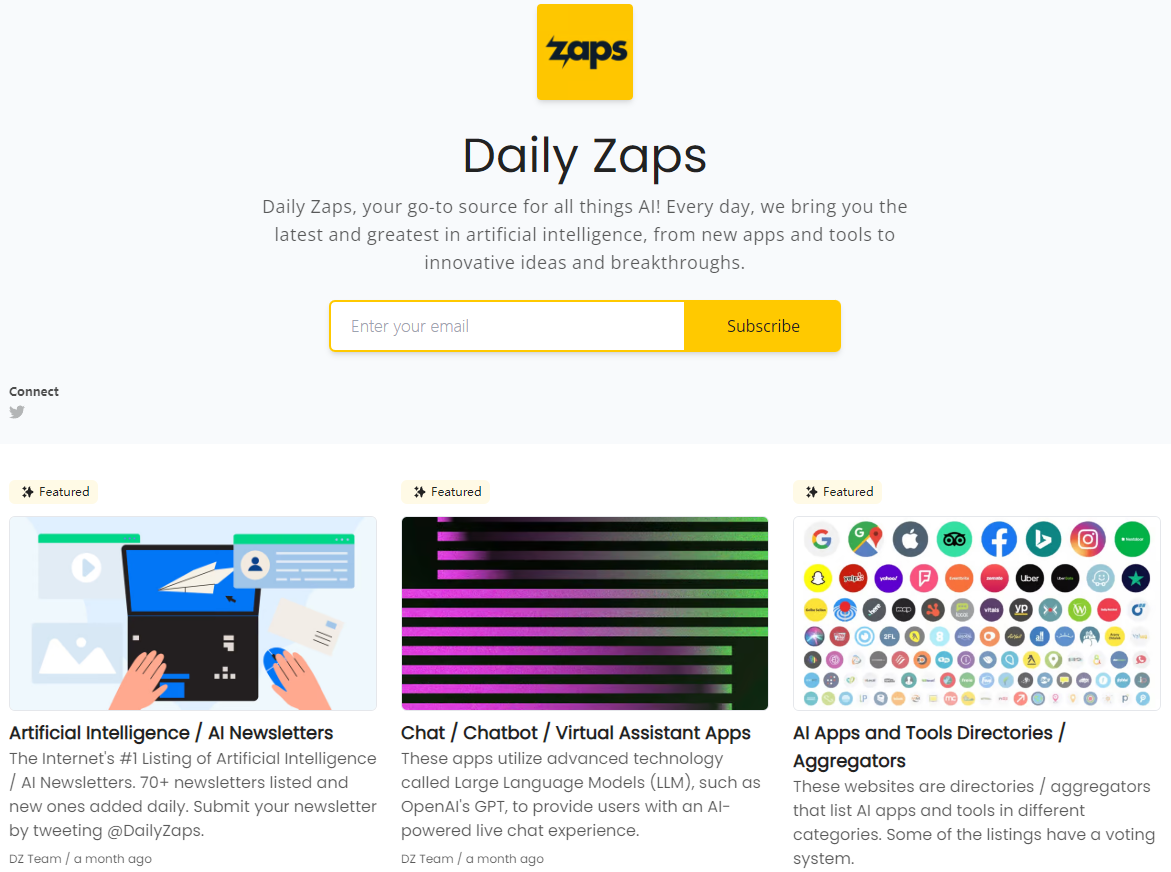 zaps
Daily Zaps
Daily Zaps, your go-to source for all things AI! Every day, we bring you the
latest and greatest in artificial intelligence, from new apps and tools to
innovative ideas and breakthroughs.
Enter your email
Subscribe
Connect
Featured
Artificial Intelligence / AI Newsletters
The Internet's #1 Listing of Artificial Intelligence
/ AI Newsletters. 70+ newsletters listed and
new ones added daily. Submit your newsletter
by tweeting @DailyZaps.
DZ Team / a month ago
Featured
Chat / Chatbot / Virtual Assistant Apps
These apps utilize advanced technology
called Large Language Models (LLM), such as
OpenAI's GPT, to provide users with an AI-
powered live chat experience.
DZ Team / a month ago
Featured
yelp
yahoo!
zomato
Uber
yp
AI Apps and Tools Directories /
Aggregators
These websites are directories / aggregators
that list AI apps and tools in different
categories. Some of the listings have a voting
system.